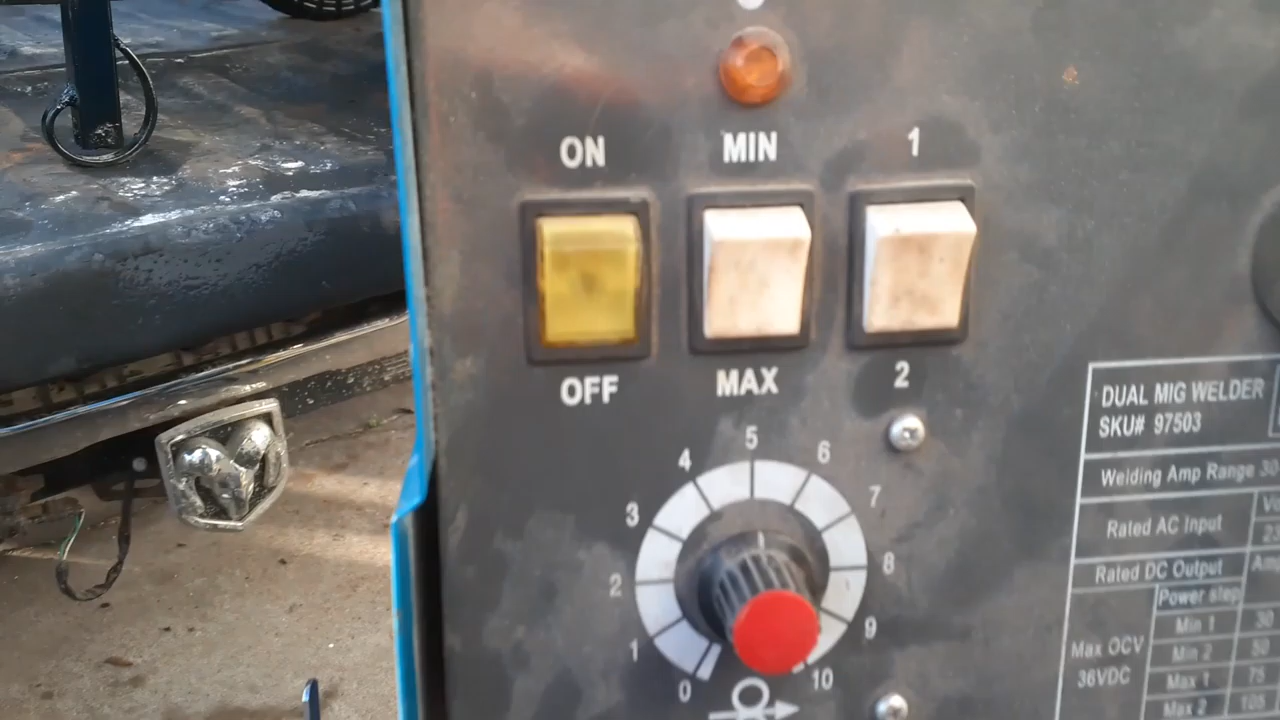 ON MIN 1
OFF MAX 2
0 1 2 3 4 5 6 7 8 9 10
DUAL MIG WELDER
SKU# 97503
Welding Amp Range 30
Rated AC Input
Rated DC Output
Power step
Max OCV
36VDC
Min 1 30
Min 2 50
Max 1 75
Max 2 105